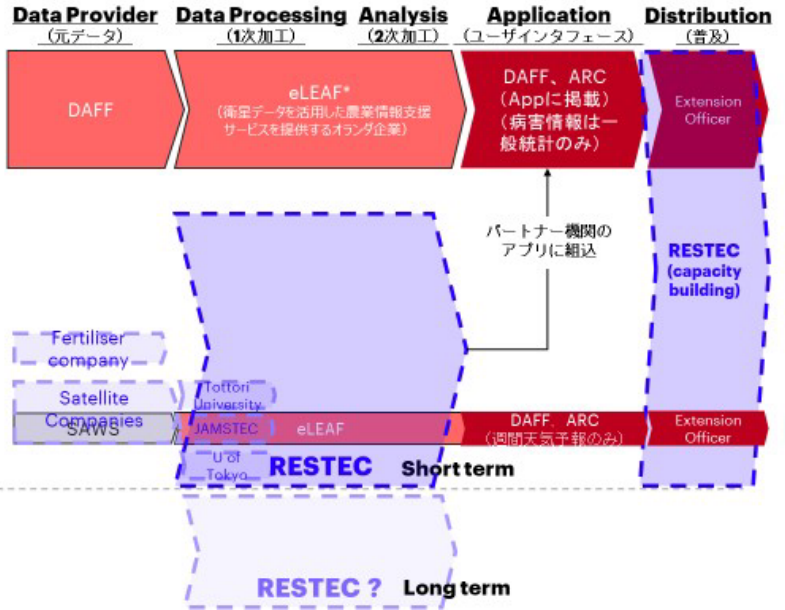 Data Provider
（元データ）
Data Processing
（1次加工）
Analysis
（2次加工）
Application
（ユーザインタフェース）
Distribution
（普及）
DAFF
eLEAF*
（衛星データを活用した農業情報支援
サービスを提供するオランダ企業）
DAFF、ARC
（Appに掲載）
（病害情報は一
般統計のみ）
Extension
Officer
パートナー機関の
アプリに組込
RESTEC
(capacity
building)
Fertiliser
company
Satellite
Companies
SAWS
Tottori
University
JAMSTEC
U of
Tokyo
eLEAF
DAFF、ARC
（週間天気予報のみ）
Extension
Officer
RESTEC
Short term
RESTEC ?
Long term